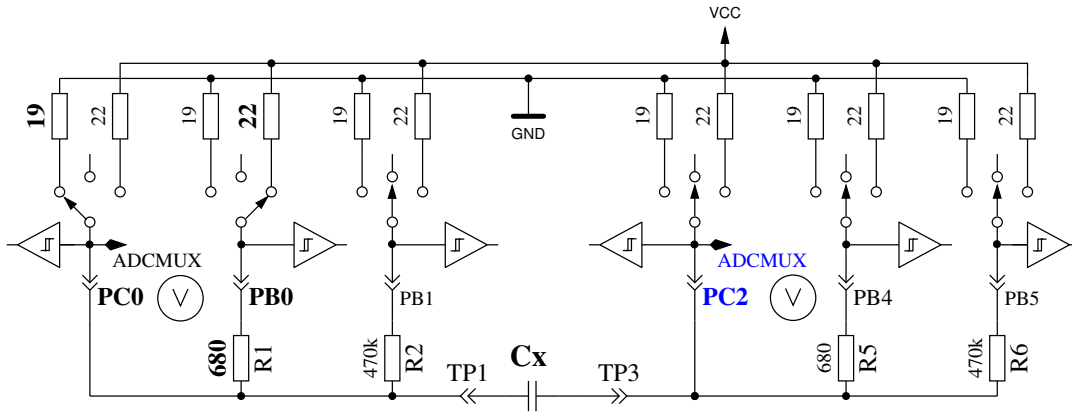 VCC
19
22
19
22
19
22
GND
19
22
19
22
19
22
ADCMUX
V
PC0
PB0
PB1
ADCMUX
V
PC2
PB4
PB5
680
R1
470k
R2
Cx
680
R5
470k
R6
TP1
TP3